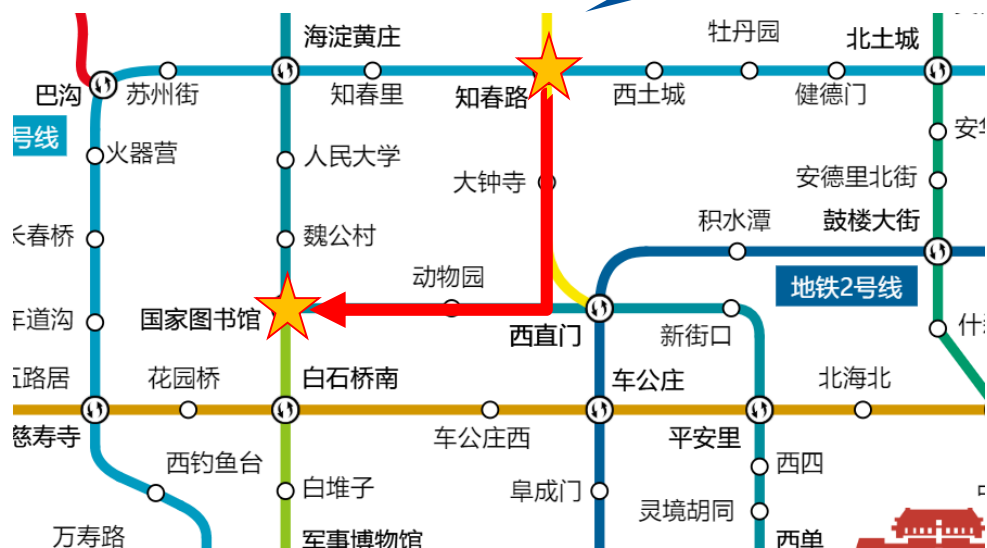 海淀黄庄
牡丹园
北土城
巴沟
苏州街
知春里
知春路
西土城
健德门
号线
火器营
人民大学
大钟寺
安德里北街
安华
长春桥
魏公村
积水潭
鼓楼大街
动物园
地铁2号线
车道沟
国家图书馆
西直门
新街口
什
五路居
花园桥
白石桥南
车公庄
北海北
慈寿寺
车公庄西
平安里
西钓鱼台
白堆子
阜成门
西四
灵境胡同
万寿路
军事博物馆
西单